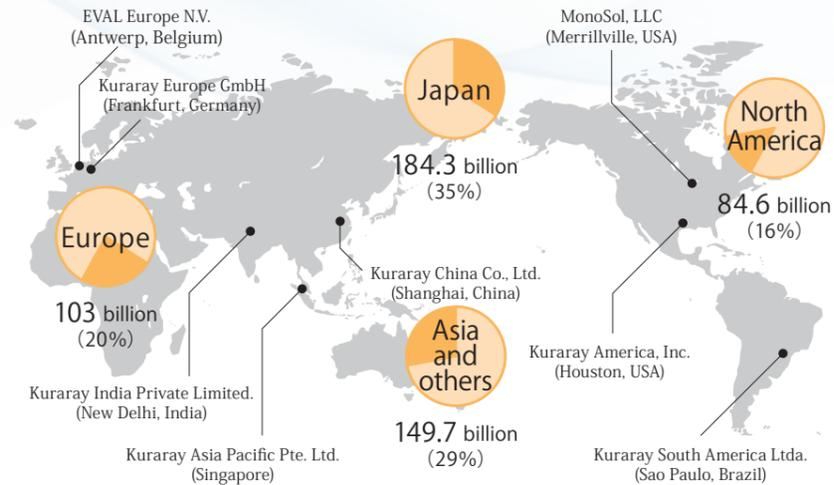 EVAL Europe N.V.
(Antwerp, Belgium)
Kuraray Europe GmbH
(Frankfurt, Germany)
Japan
184.3 billion
(35%)
MonoSol, LLC
(Merrillville, USA)
North
America
84.6 billion
(16%)
Europe
103 billion
(20%)
Kuraray China Co., Ltd.
(Shanghai, China)
Asia
and
others
149.7 billion
(29%)
Kuraray America, Inc.
(Houston, USA)
Kuraray India Private Limited.
(New Delhi, India)
Kuraray Asia Pacific Pte. Ltd.
(Singapore)
Kuraray South America Ltda.
(Sao Paulo, Brazil)